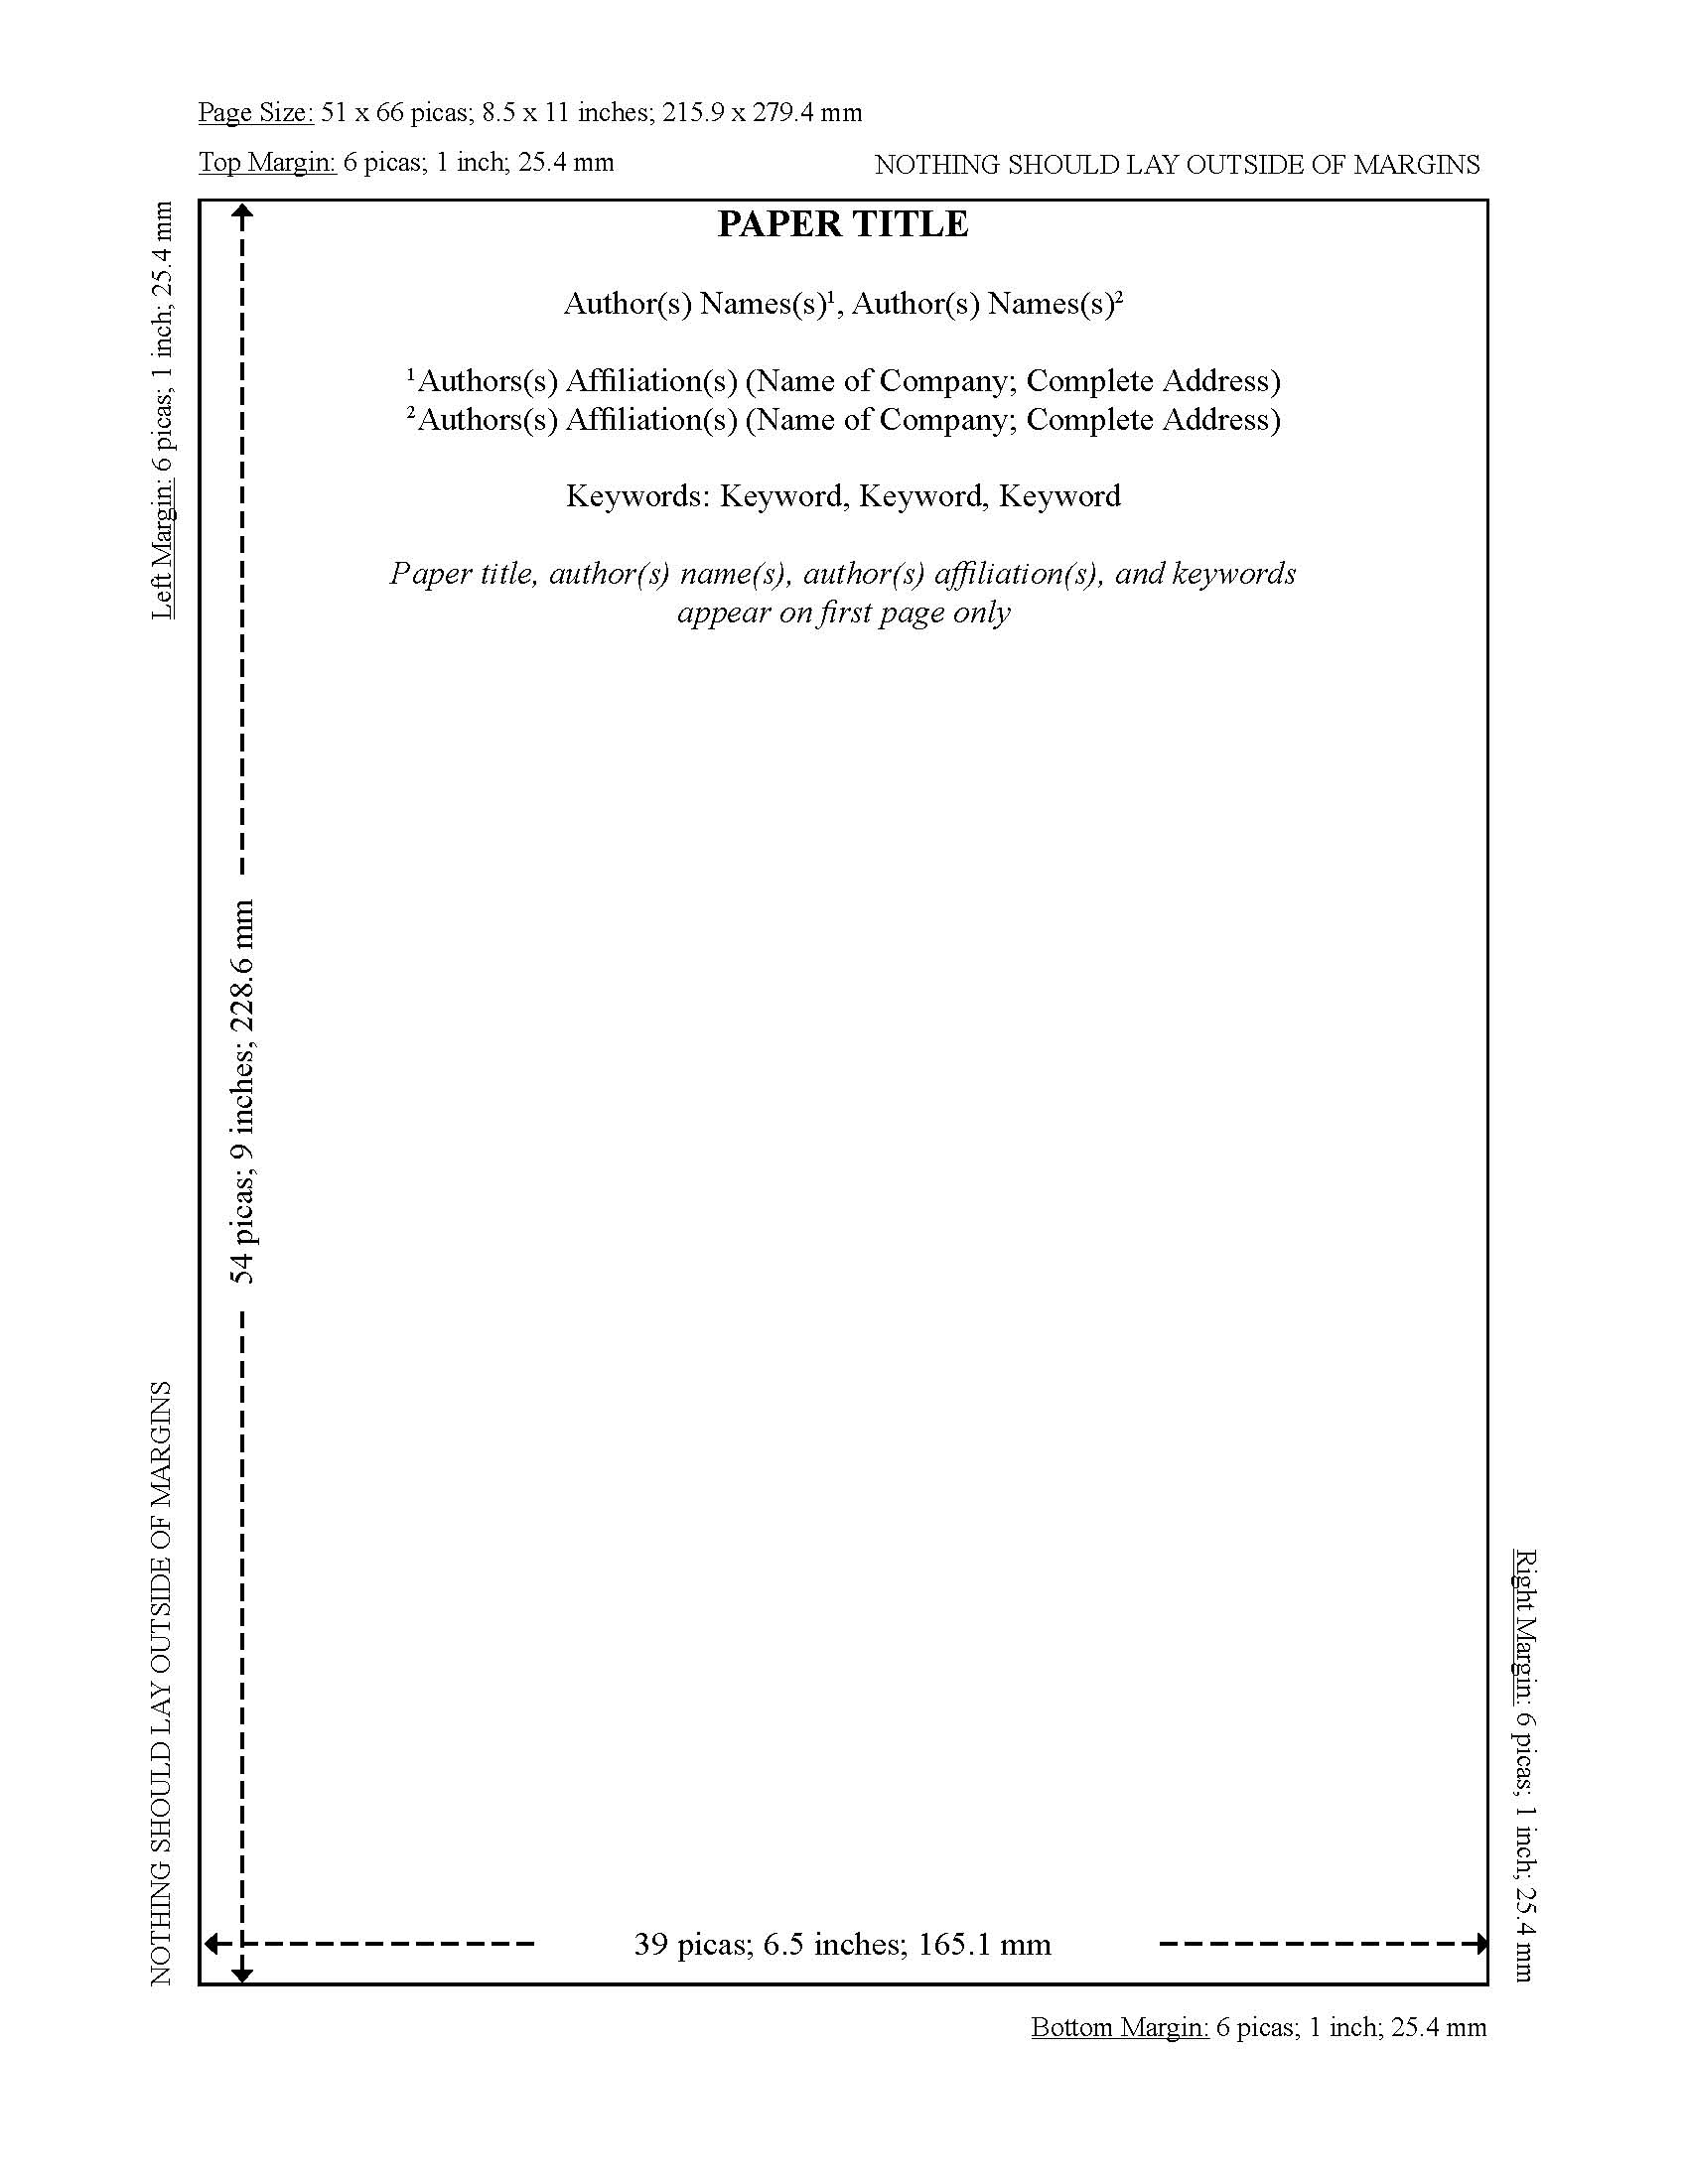 Page Size: 51 x 66 picas; 8.5 x 11 inches; 215.9 x 279.4 mm
Top Margin: 6 picas; 1 inch; 25.4 mm
NOTHING SHOULD LAY OUTSIDE OF MARGINS
Left Margin: 6 picas; 1 inch; 25.4 mm
PAPER TITLE
Author(s) Names(s)¹, Author(s) Names(s)²
¹Authors(s) Affiliation(s) (Name of Company; Complete Address)
²Authors(s) Affiliation(s) (Name of Company; Complete Address)
Keywords: Keyword, Keyword, Keyword
Paper title, author(s) name(s), author(s) affiliation(s), and keywords
appear on first page only
54 picas; 9 inches; 228.6 mm
NOTHING SHOULD LAY OUTSIDE OF MARGINS
Right Margin: 6 picas; 1 inch; 25.4 mm
39 picas; 6.5 inches; 165.1 mm
Bottom Margin: 6 picas; 1 inch; 25.4 mm